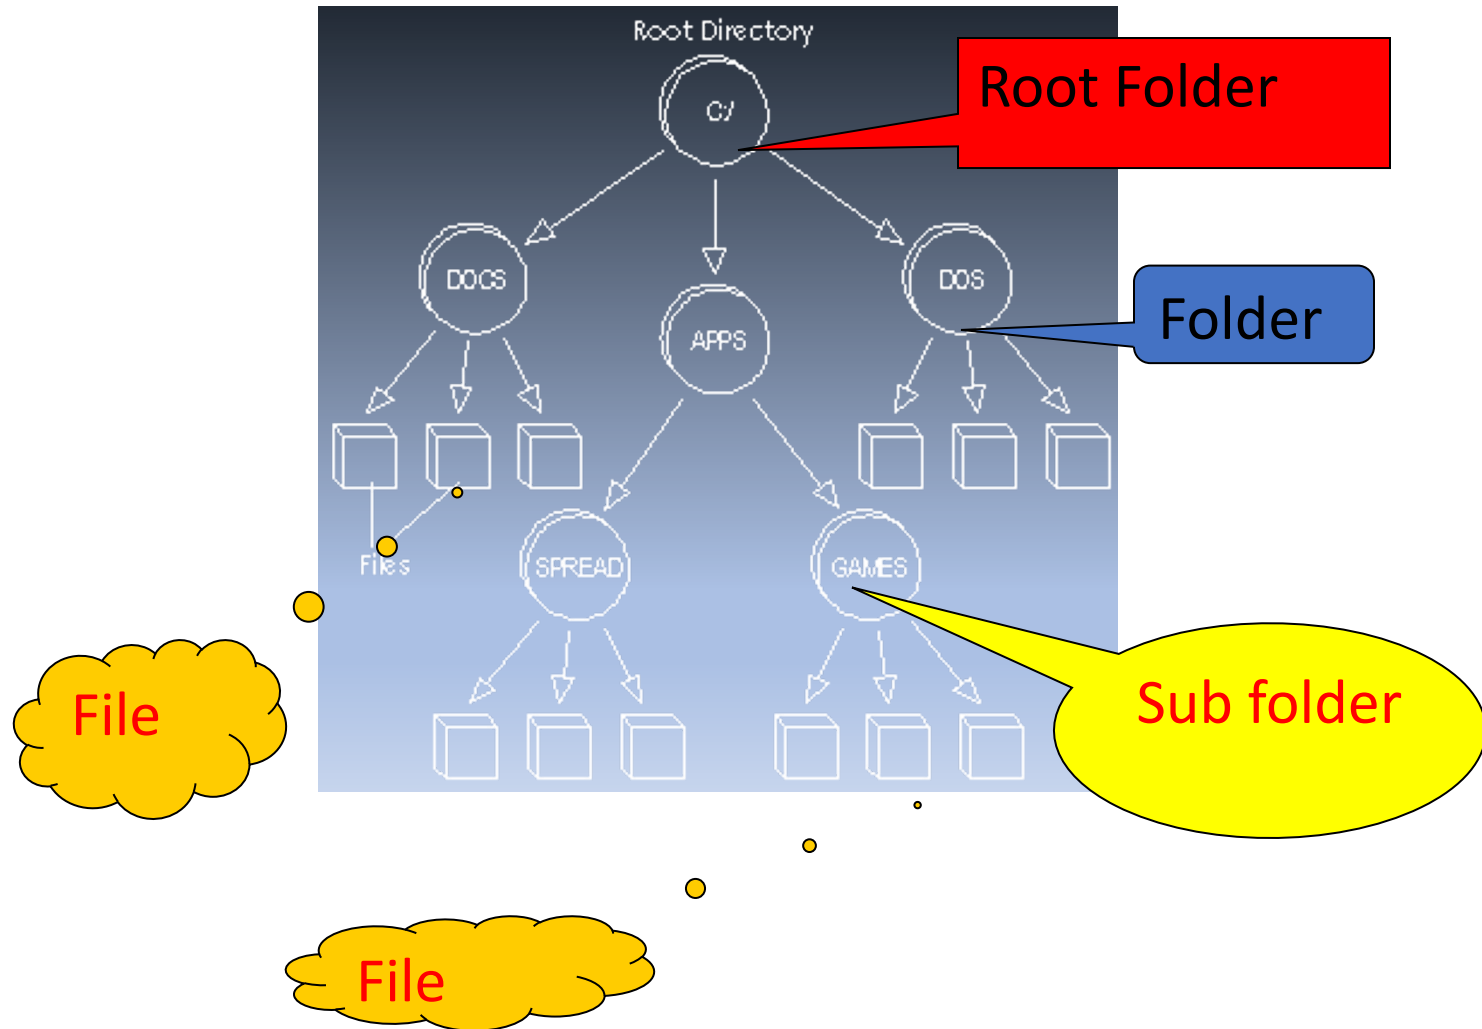 Root Directory
C:/
Root Folder
DOCS
DOS
Folder
APPS
Files
SPREAD
GAMES
File
Sub folder
File